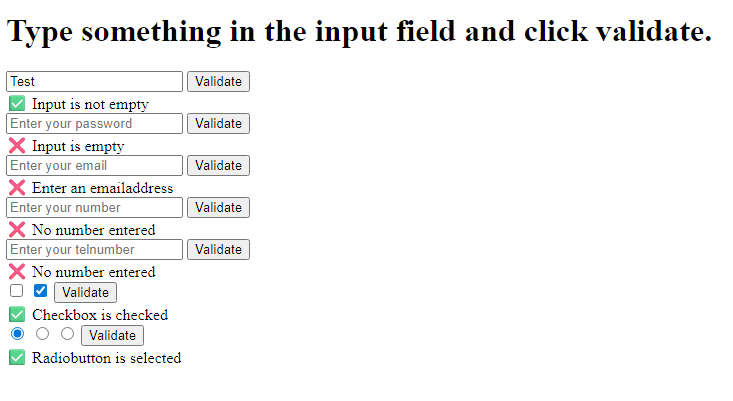 Type something in the input field and click validate.
Test Validate
✅ Input is not empty
Enter your password Validate
❌ Input is empty
Enter your email Validate
❌ Enter an emailaddress
Enter your number Validate
❌ No number entered
Enter your telnumber Validate
❌ No number entered
Validate
✅ Checkbox is checked
Validate
✅ Radiobutton is selected